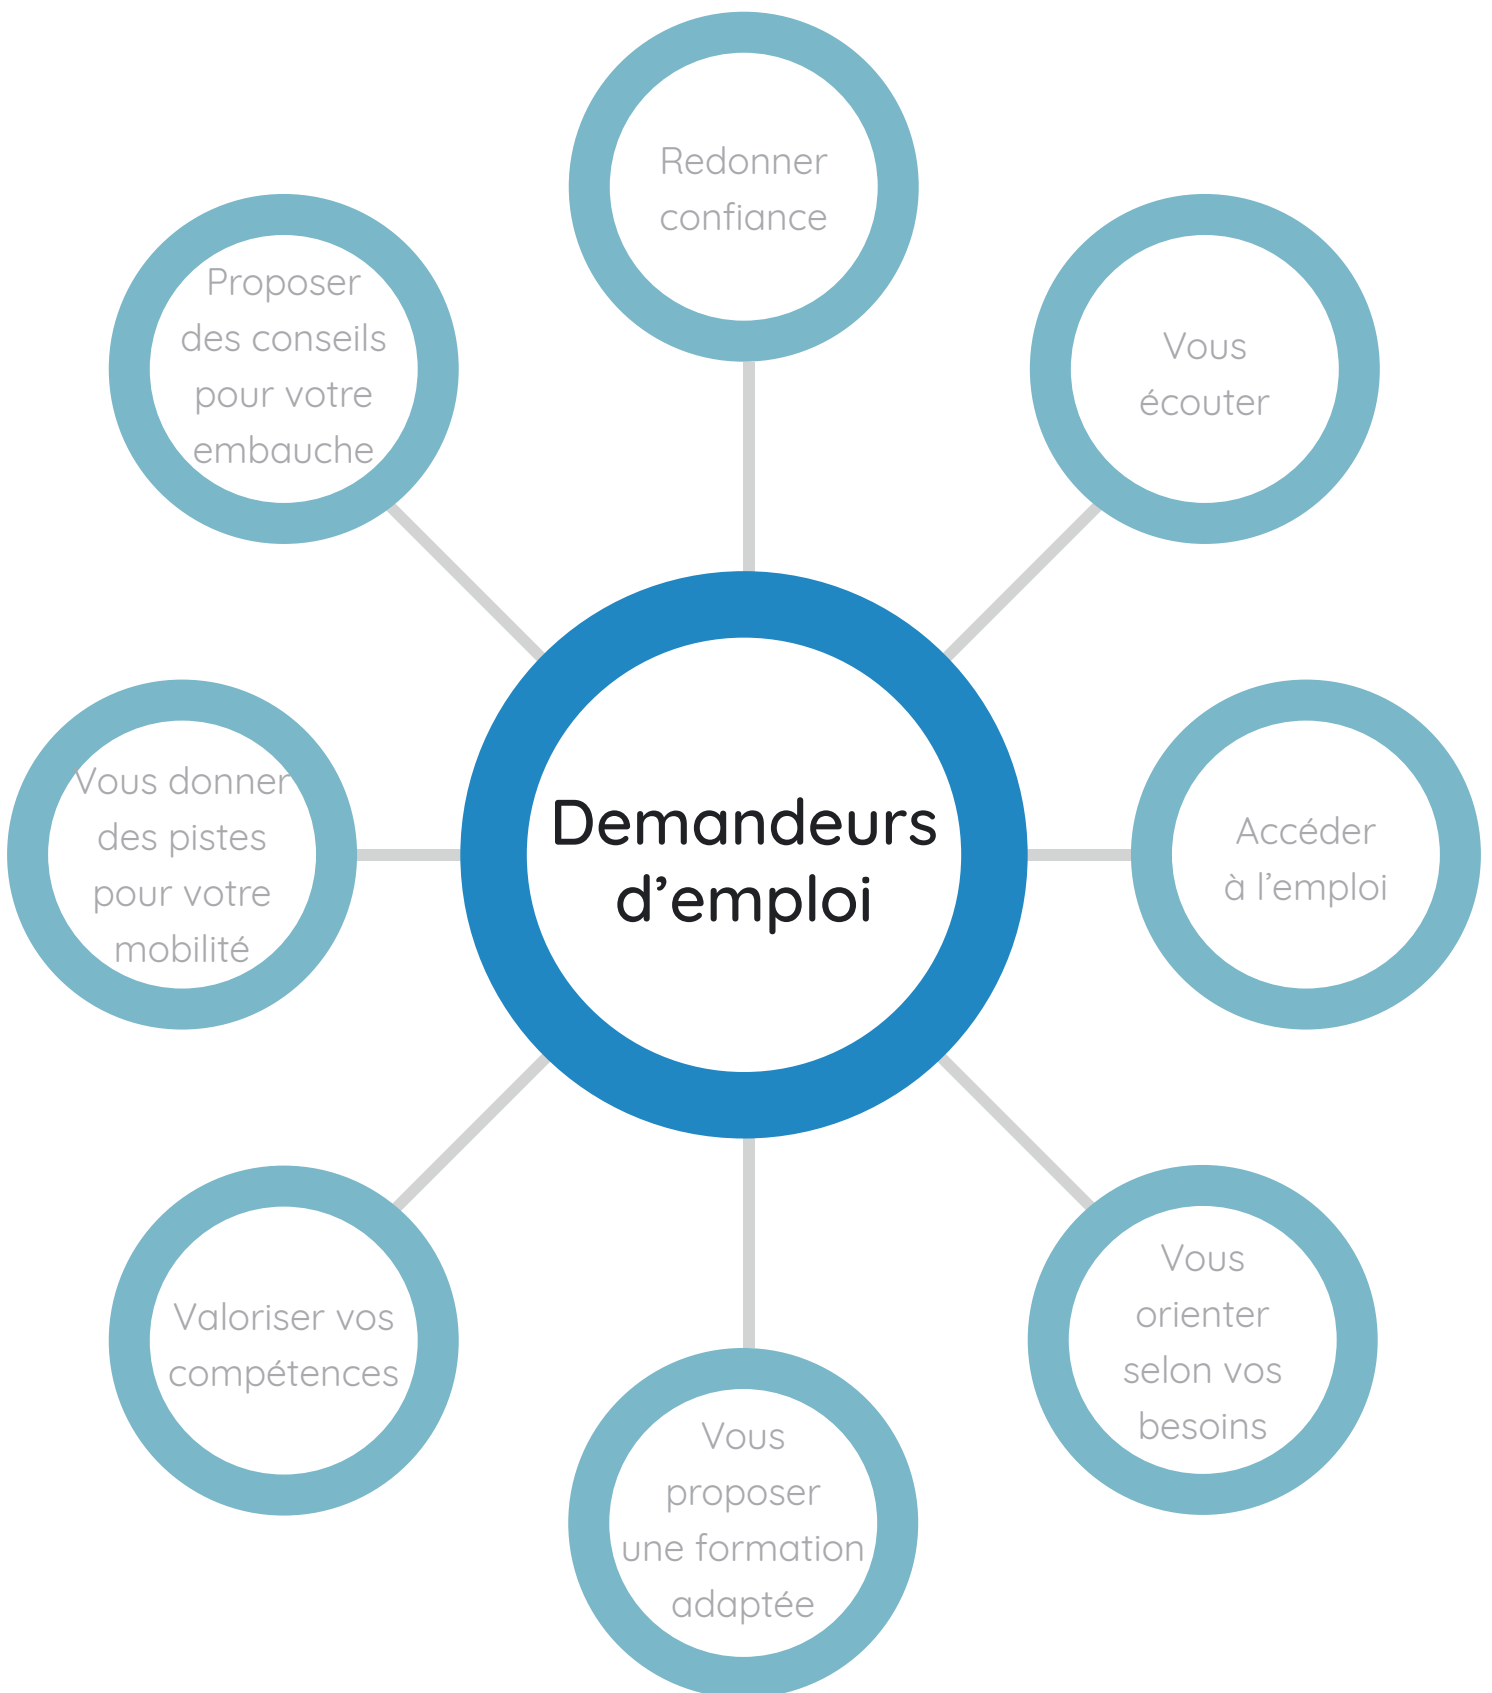 Redonner
confiance
Proposer
des conseils
pour votre
embauche
Vous
écouter
Vous donner
des pistes
pour votre
mobilité
Demandeurs
d’emploi
Accéder
à l’emploi
Valoriser vos
compétences
Vous
orienter
selon vos
besoins
Vous
proposer
une formation
adaptée